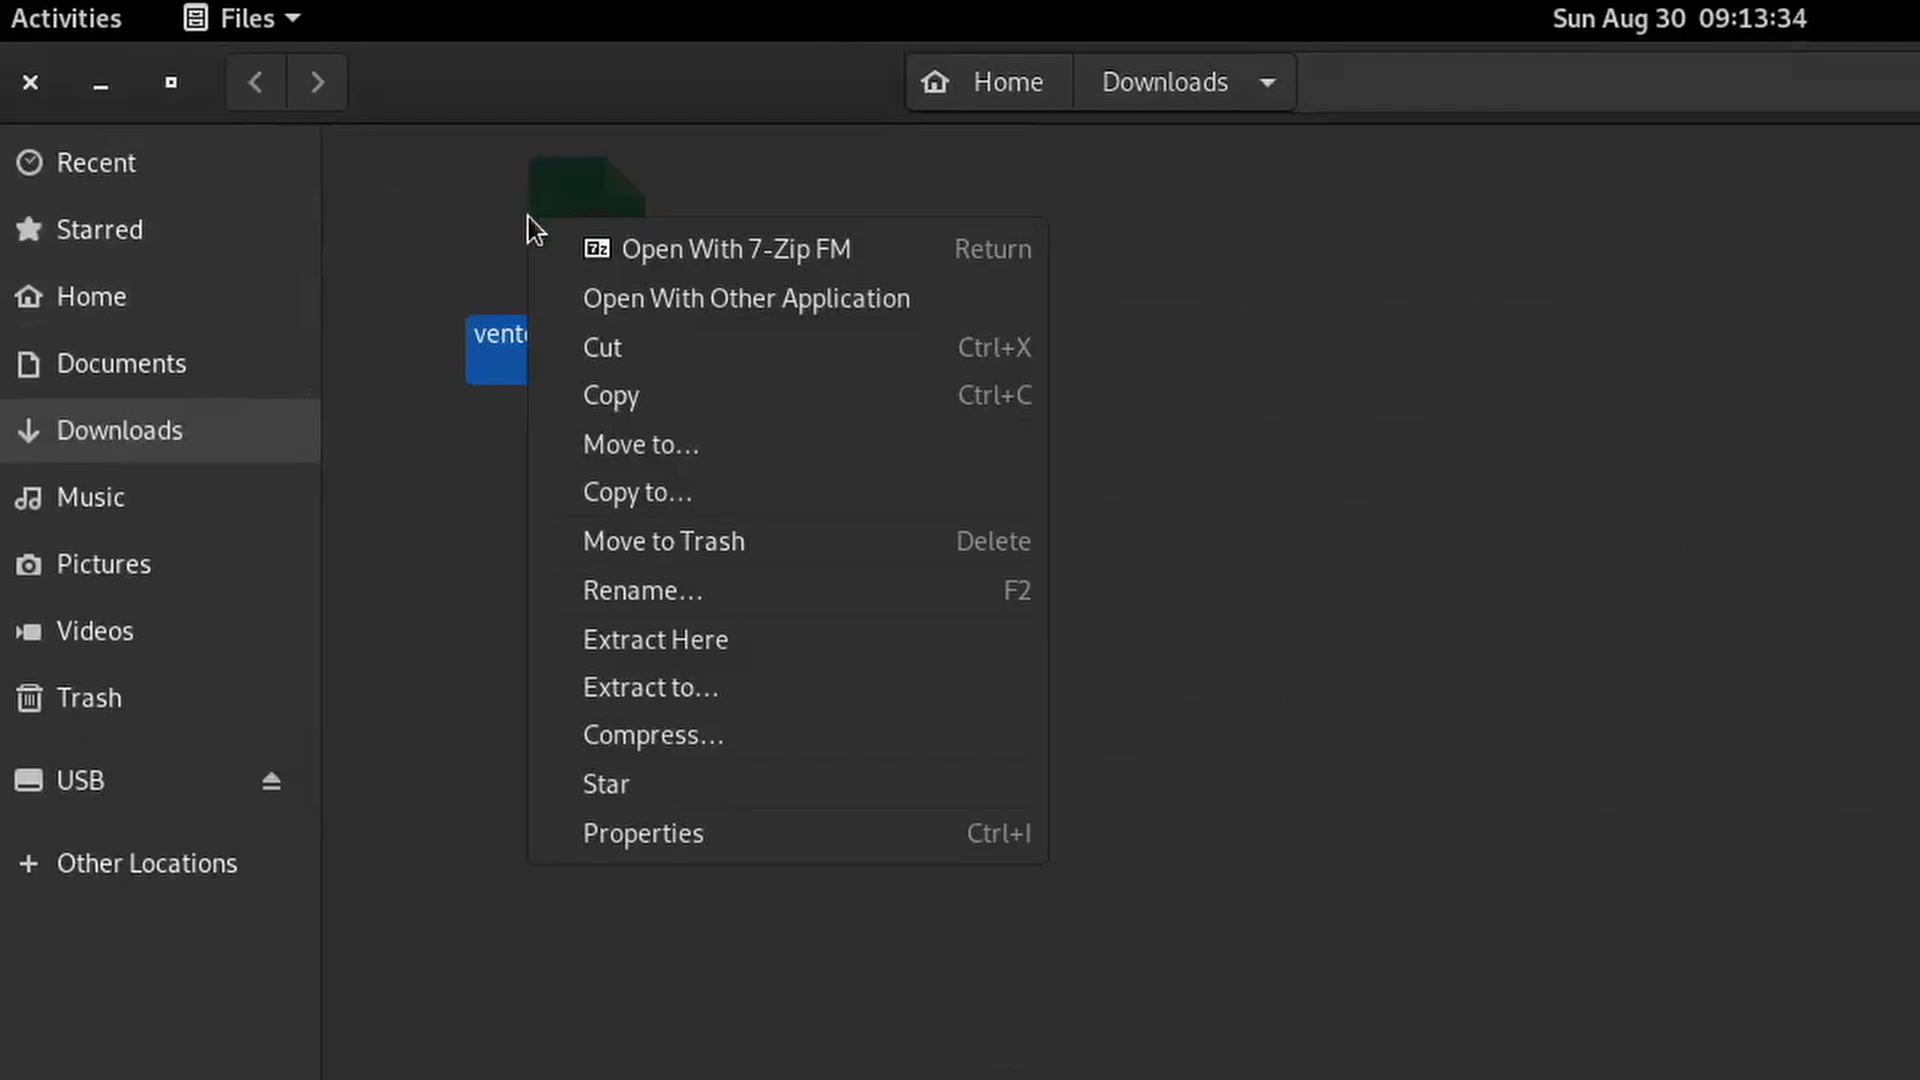 Activities
Files
Sun Aug 30 09:13:34
Home
Downloads
Recent
Starred
Home
Documents
Downloads
Music
Pictures
Videos
Trash
USB
+ Other Locations
7z Open With 7-Zip FM Return
Open With Other Application
Cut Ctrl+X
Copy Ctrl+C
Move to...
Copy to...
Move to Trash Delete
Rename... F2
Extract Here
Extract to...
Compress...
Star
Properties Ctrl+I